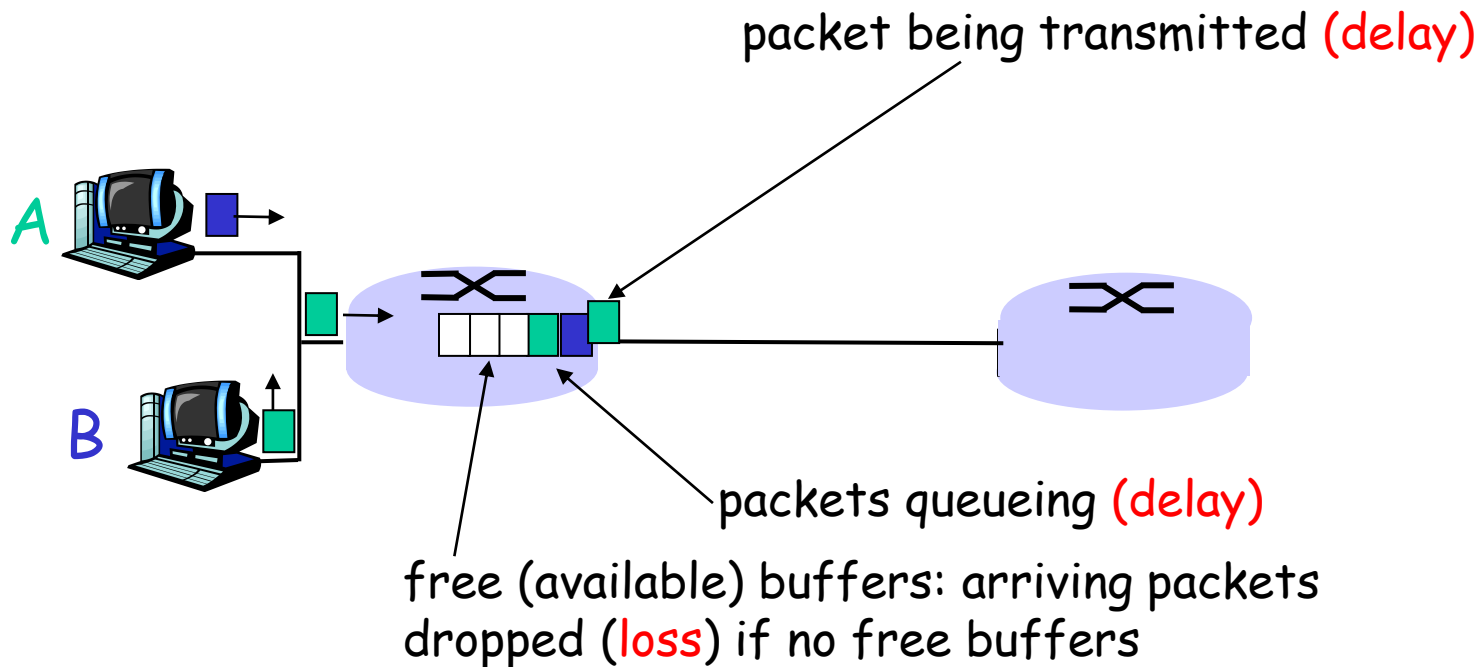 packet being transmitted (delay)
A
B
packets queueing (delay)
free (available) buffers: arriving packets
dropped (loss) if no free buffers